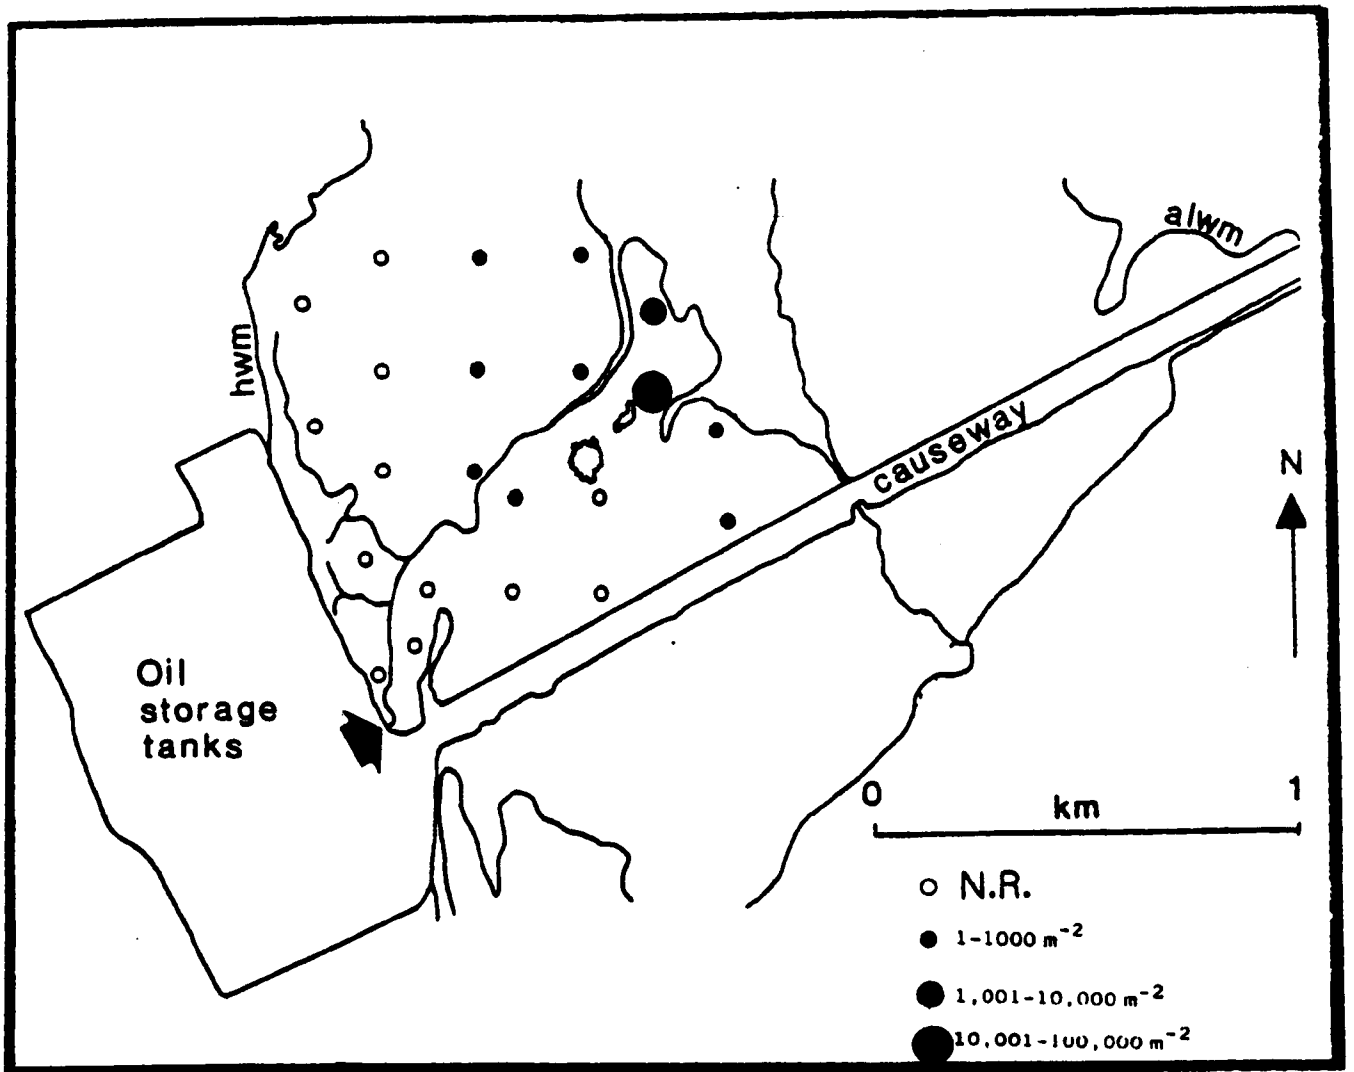 alwm
hwm
causeway
N
Oil
storage
tanks
0 1
km
N.R.
1-1000 m⁻²
1,001-10,000 m⁻²
10,001-100,000 m⁻²